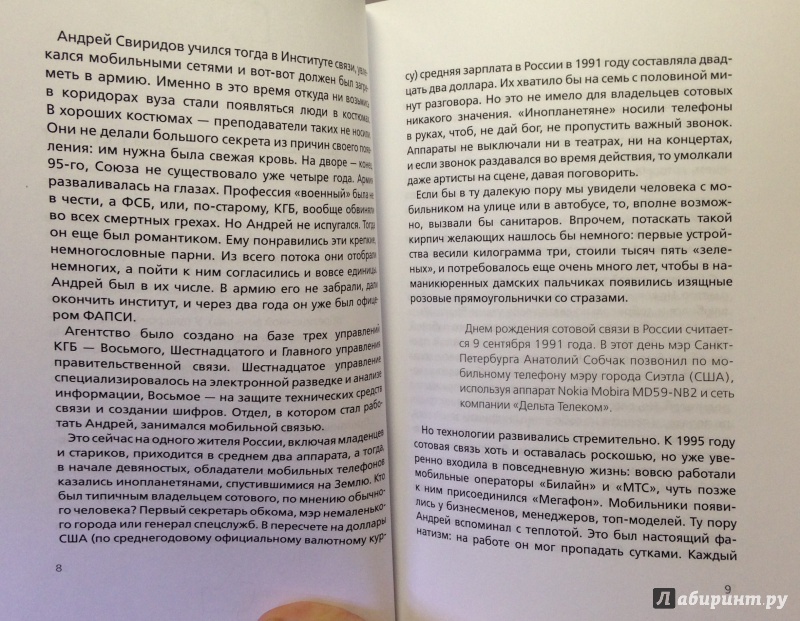 Андрей Свиридов учился тогда в Институте связи, увле-
кался мобильными сетями и вот-вот должен был загре-
меть в армию. Именно в это время откуда ни возьмись
в коридорах вуза стали появляться люди в костюмах.
В хороших костюмах — преподаватели таких не носили.
Они не делали большого секрета из причин своего появ-
ления: им нужна была свежая кровь. На дворе — конец
95-го, Союза не существовало уже четыре года. Армия
разваливалась на глазах. Профессия «военный» была не
в чести, а ФСБ, или, по-старому, КГБ, вообще обвиняли
во всех смертных грехах. Но Андрей не испугался. Тогда
он еще был романтиком. Ему понравились эти крепкие,
немногословные парни. Из всего потока они отобрали
немногих, а пойти к ним согласились и вовсе единицы.
Андрей был в их числе. В армию его не забрали, дали
окончить институт, и через два года он уже был офице-
ром ФАПСИ.
Агентство было создано на базе трех управлений
КГБ — Восьмого, Шестнадцатого и Главного управления
правительственной связи. Шестнадцатое управление
специализировалось на электронной разведке и анализе
информации, Восьмое — на защите технических средств
связи и создании шифров. Отдел, в котором стал рабо-
тать Андрей, занимался мобильной связью.
Это сейчас на одного жителя России, включая младенцев
и стариков, приходится в среднем два аппарата, а тогда,
в начале девяностых, обладатели мобильных телефонов
казались инопланетянами, спустившимися на Землю. Кто
был типичным владельцем сотового, по мнению обычно-
го человека? Первый секретарь обкома, мэр немаленько-
го города или генерал спецслужб. В пересчете на доллары
США (по среднегодовому официальному валютному кур-
8
су) средняя зарплата в России в 1991 году составляла двад-
цать два доллара. Их хватило бы на семь с половиной ми-
нут разговора. Но это не имело для владельцев сотовых
никакого значения. «Инопланетяне» носили телефоны
в руках, чтоб, не дай бог, не пропустить важный звонок.
Аппараты не выключали ни в театрах, ни на концертах,
и если звонок раздавался во время действия, то умолкали
даже артисты на сцене, давая поговорить.
Если бы в ту далекую пору мы увидели человека с мо-
бильником на улице или в автобусе, то, вполне возмож-
но, вызвали бы санитаров. Впрочем, потаскать такой
кирпич желающих нашлось бы немного: первые устрой-
ства весили килограмма три, стоили тысяч пять «зеле-
ных», и потребовалось еще очень много лет, чтобы в на-
маникюренных дамских пальчиках появились изящные
розовые прямоугольнички со стразами.
Днем рождения сотовой связи в России считает-
ся 9 сентября 1991 года. В этот день мэр Санкт-
Петербурга Анатолий Собчак позвонил по мо-
бильному телефону мэру города Сиэтла (США),
используя аппарат Nokia Mobira MD59-NB2 и сеть
компании «Дельта Телеком».
Но технологии развивались стремительно. К 1995 году
сотовая связь хоть и оставалась роскошью, но уже уве-
ренно входила в повседневную жизнь: вовсю работали
мобильные операторы «Билайн» и «МТС», чуть позже
к ним присоединился «Мегафон». Мобильники появи-
лись у бизнесменов, менеджеров, топ-моделей. Ту пору
Андрей вспоминал с теплотой. Это был настоящий фа-
натизм: на работе он мог пропадать сутками. Каждый
9
Лабиринт.ру